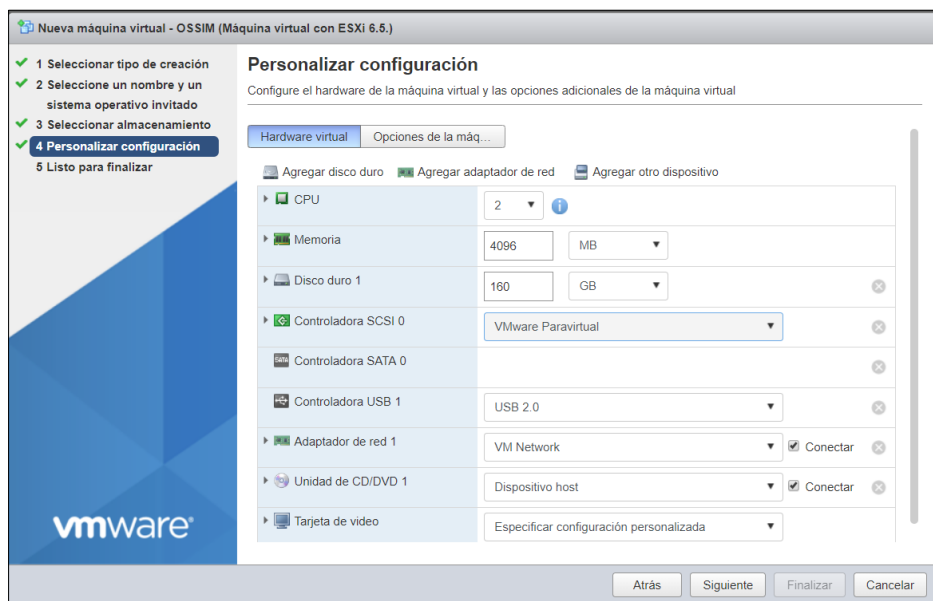 Nueva máquina virtual - OSSIM (Máquina virtual con ESXi 6.5.)
1 Seleccionar tipo de creación
2 Seleccione un nombre y un
sistema operativo invitado
3 Seleccionar almacenamiento
4 Personalizar configuración
5 Listo para finalizar
vmware®
Personalizar configuración
Configure el hardware de la máquina virtual y las opciones adicionales de la máquina virtual
Hardware virtual Opciones de la máq...
Agregar disco duro Agregar adaptador de red Agregar otro dispositivo
CPU 2
Memoria 4096 MB
Disco duro 1 160 GB
Controladora SCSI 0 VMware Paravirtual
SATA Controladora SATA 0
Controladora USB 1 USB 2.0
Adaptador de red 1 VM Network Conectar
Unidad de CD/DVD 1 Dispositivo host Conectar
Tarjeta de video Especificar configuración personalizada
Atrás Siguiente Finalizar Cancelar